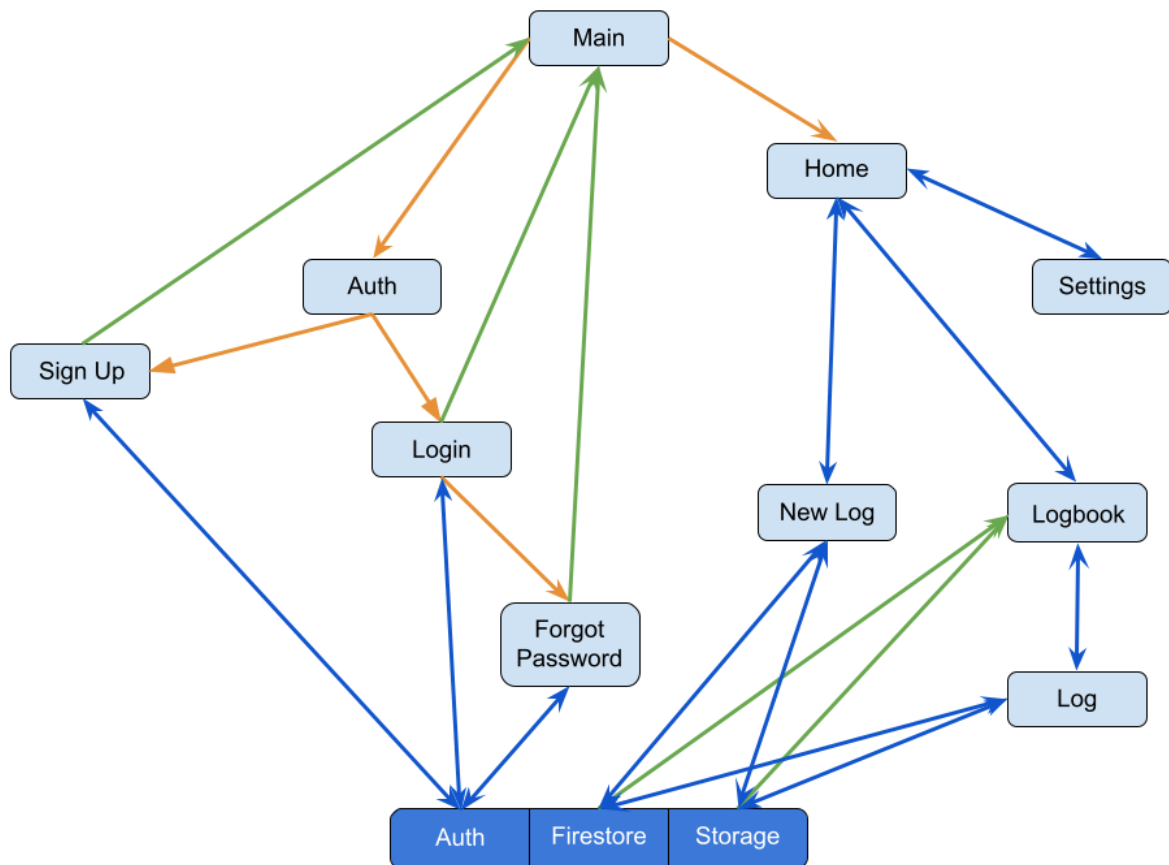 Main
Home
Auth
Settings
Sign Up
Login
New Log
Logbook
Forgot
Password
Log
Auth
Firestore
Storage